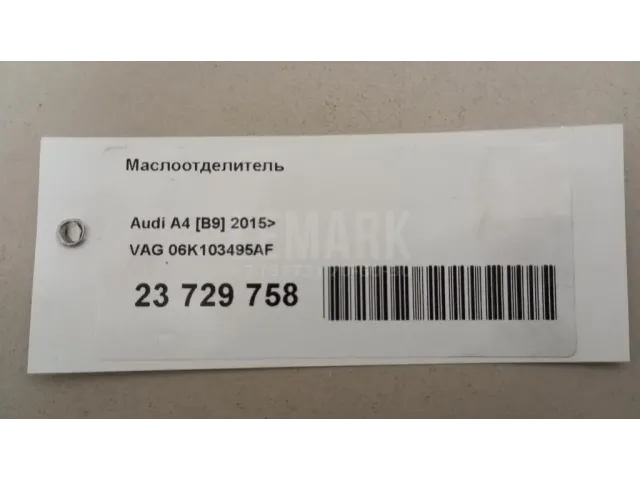 Маслоотделитель
Audi A4 [B9] 2015>
VAG 06K103495AF
23 729 758